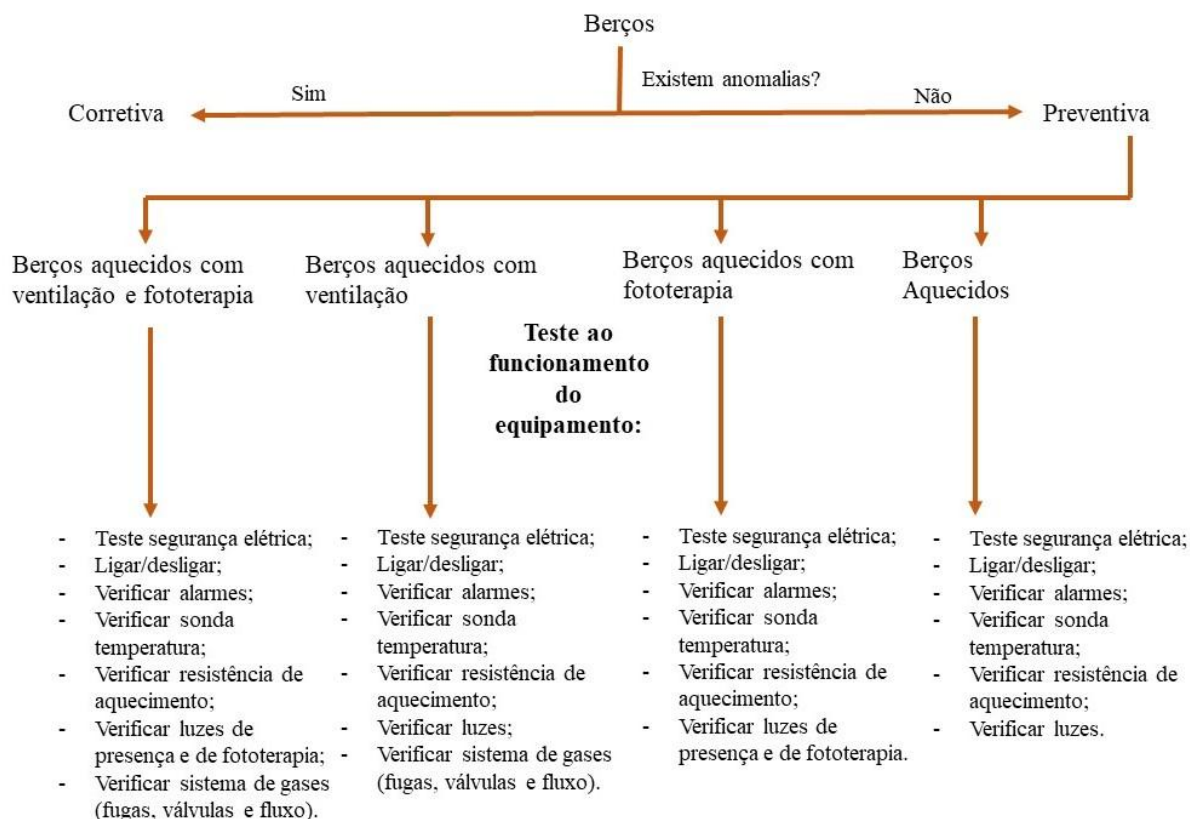 Berços
Existem anomalias?
Sim
Não
Corretiva
Preventiva
Berços aquecidos com
ventilação e fototerapia
Berços aquecidos com
ventilação
Berços aquecidos com
fototerapia
Berços
Aquecidos
Teste ao
funcionamento
do
equipamento:
- Teste segurança elétrica;
- Ligar/desligar;
- Verificar alarmes;
- Verificar sonda
temperatura;
- Verificar resistência de
aquecimento;
- Verificar luzes de
presença e de fototerapia;
- Verificar sistema de gases
(fugas, válvulas e fluxo).
- Teste segurança elétrica;
- Ligar/desligar;
- Verificar alarmes;
- Verificar sonda
temperatura;
- Verificar resistência de
aquecimento;
- Verificar luzes;
- Verificar sistema de gases
(fugas, válvulas e fluxo).
- Teste segurança elétrica;
- Ligar/desligar;
- Verificar alarmes;
- Verificar sonda
temperatura;
- Verificar resistência de
aquecimento;
- Verificar luzes de
presença e de fototerapia.
- Teste segurança elétrica;
- Ligar/desligar;
- Verificar alarmes;
- Verificar sonda
temperatura;
- Verificar resistência de
aquecimento;
- Verificar luzes.